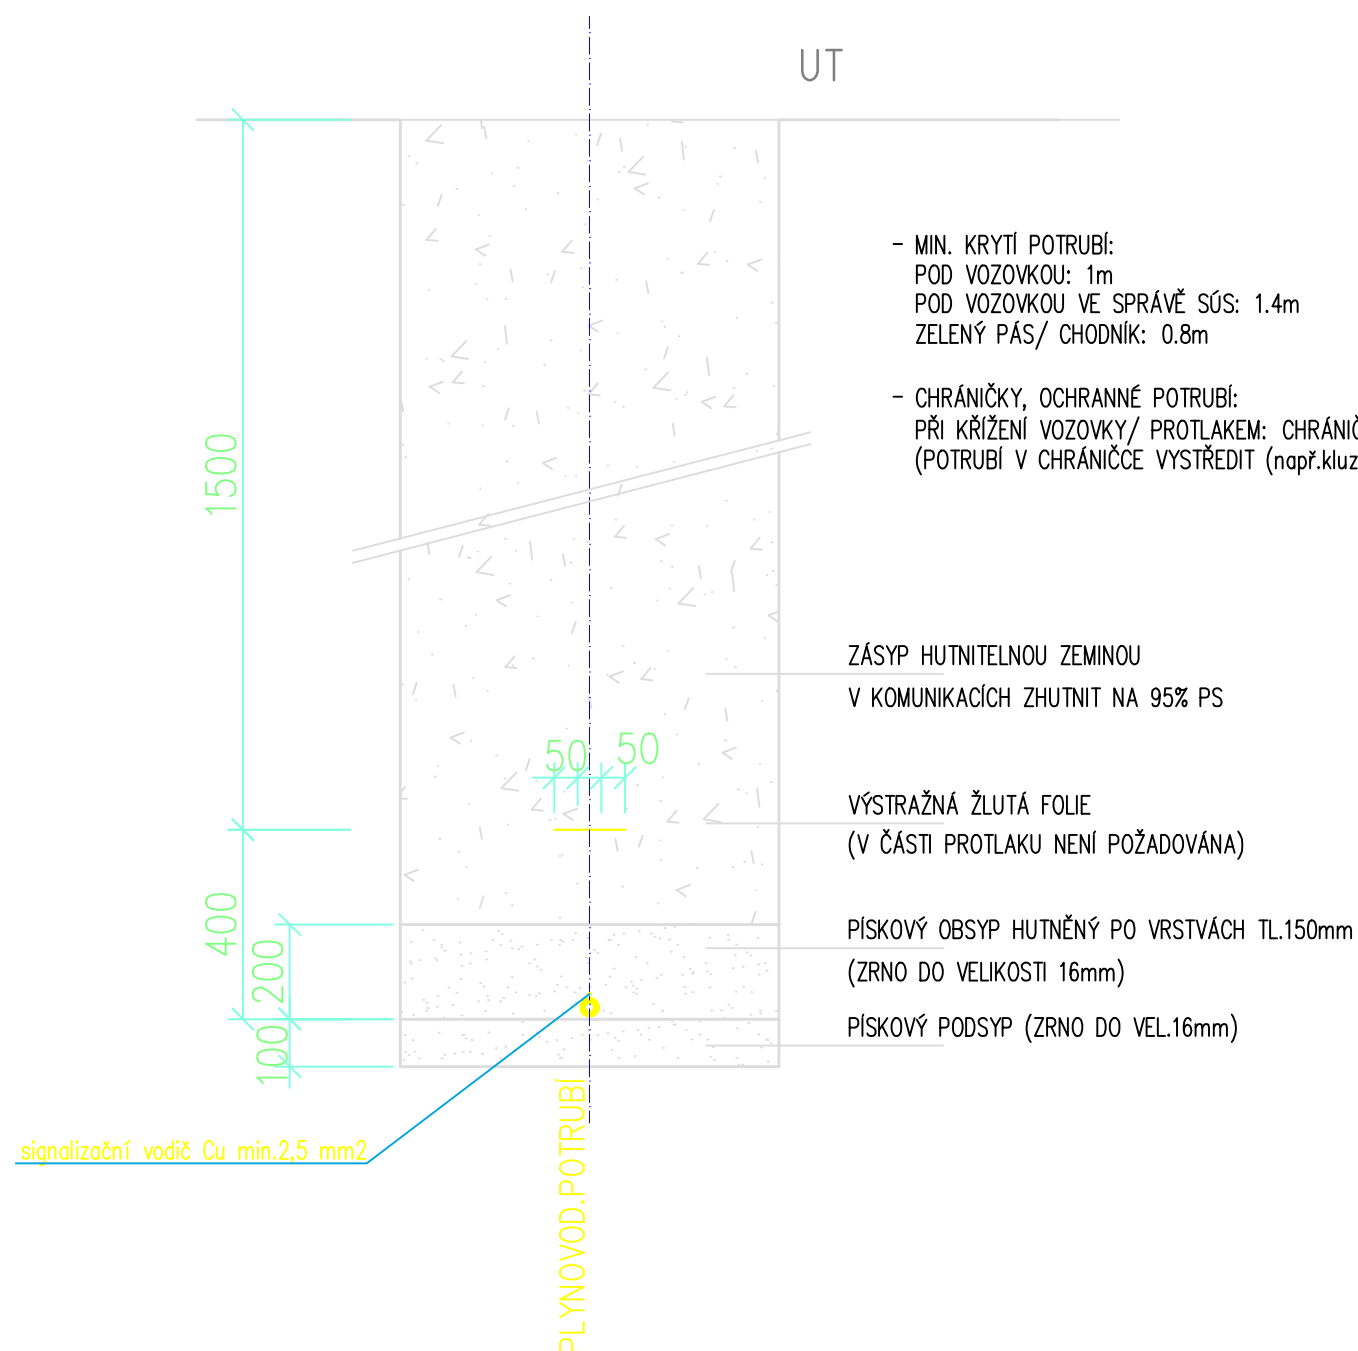 UT
- MIN. KRYTÍ POTRUBÍ:
POD VOZOVKOU: 1m
POD VOZOVKOU VE SPRÁVĚ SÚS: 1.4m
ZELENÝ PÁS/ CHODNÍK: 0.8m
- CHRÁNIČKY, OCHRANNÉ POTRUBÍ:
PŘI KŘÍŽENÍ VOZOVKY/ PROTLAKEM:
(POTRUBÍ V CHRÁNIČCE VYSTŘEDIT
1500
ZÁSYP HUTNITELNOU ZEMINOU
V KOMUNIKACÍCH ZHUTNIT NA 95% PS
50
50
VÝSTRAŽNÁ ŽLUTÁ FOLIE
(V ČÁSTI PROTLAKU NENÍ POŽADOVÁNA)
400
200
100
PÍSKOVÝ OBSYP HUTNĚNÝ PO VRSTVÁCH TL.150mm
(ZRNO DO VELIKOSTI 16mm)
PÍSKOVÝ PODSYP (ZRNO DO VEL.16mm)
signalizační vodič Cu min.2,5 mm2
PLYNOVOD.POTRUBÍ